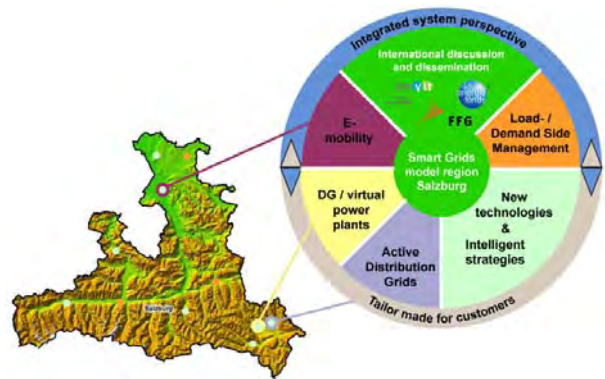 Integrated system perspective
International discussion
and dissemination
FFG
E-
mobility
Load- /
Demand Side
Management
Smart Grids
model region
Salzburg
DG / virtual
power
plants
New
technologies
&
Intelligent
strategies
Active
Distribution
Grids
Salzburg
Tailor made for customers